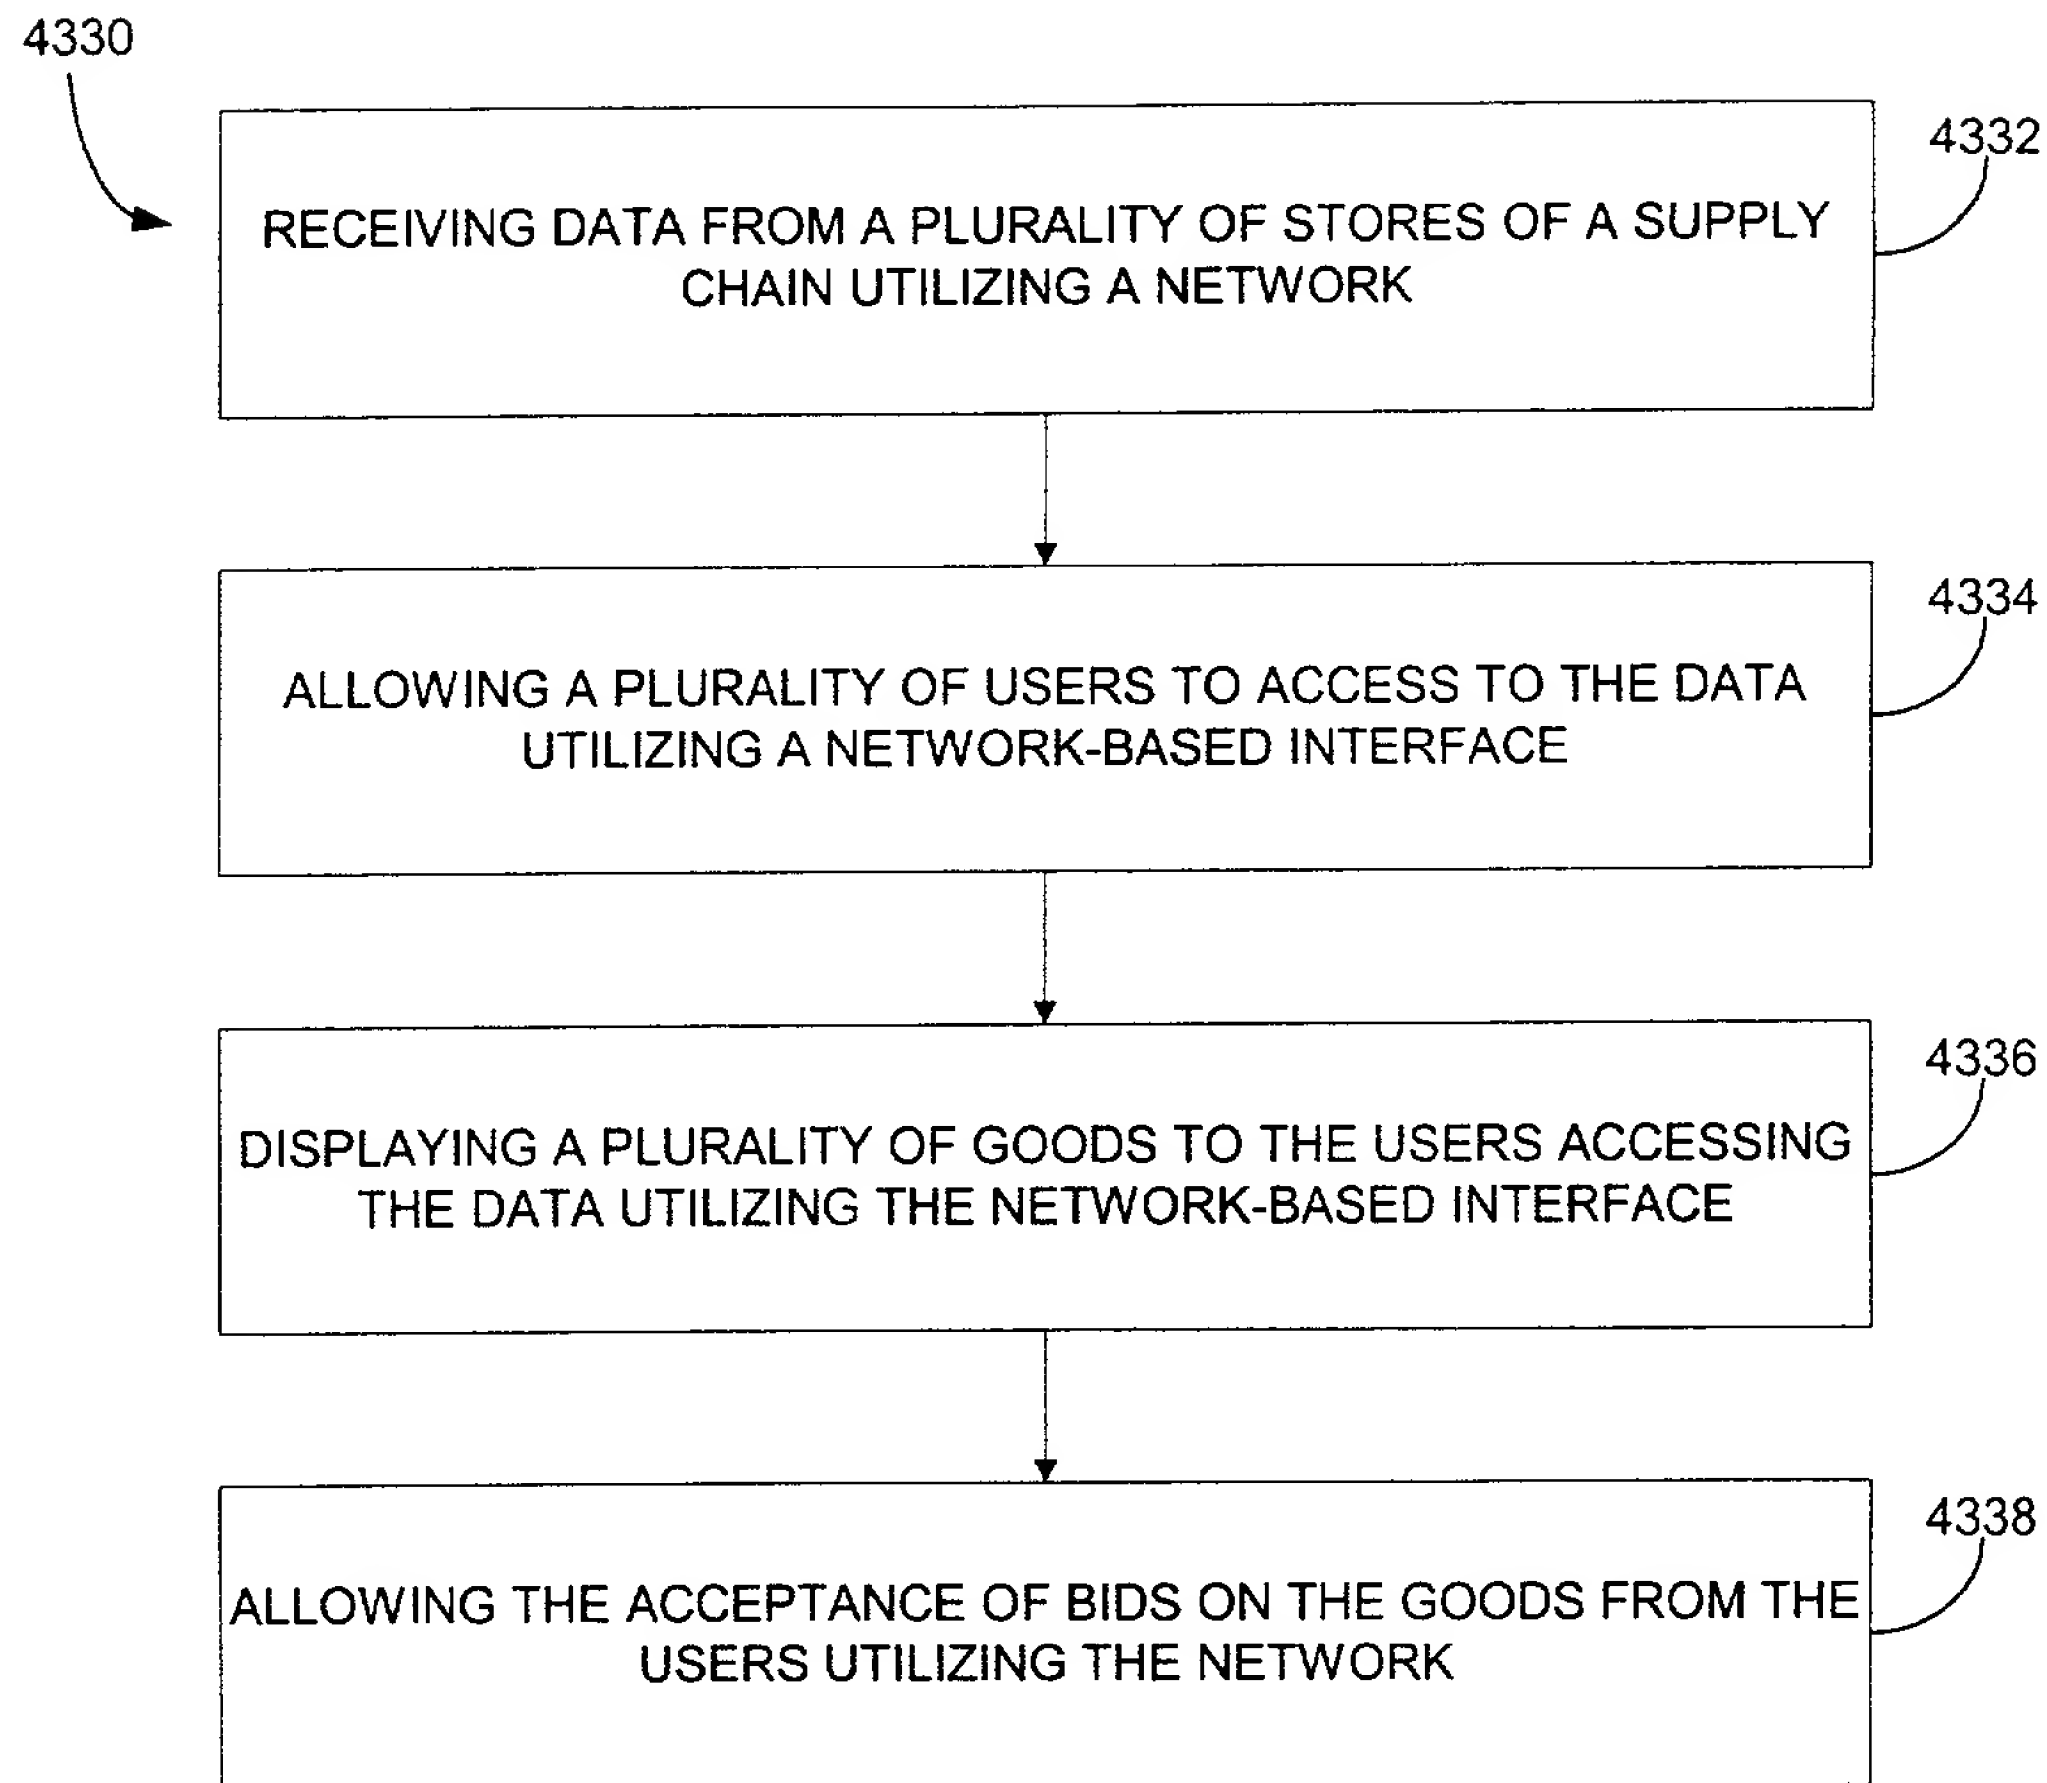 4330
4332
RECEIVING DATA FROM A PLURALITY OF STORES OF A SUPPLY
CHAIN UTILIZING A NETWORK
4334
ALLOWING A PLURALITY OF USERS TO ACCESS TO THE DATA
UTILIZING A NETWORK-BASED INTERFACE
4336
DISPLAYING A PLURALITY OF GOODS TO THE USERS ACCESSING
THE DATA UTILIZING THE NETWORK-BASED INTERFACE
4338
ALLOWING THE ACCEPTANCE OF BIDS ON THE GOODS FROM THE
USERS UTILIZING THE NETWORK